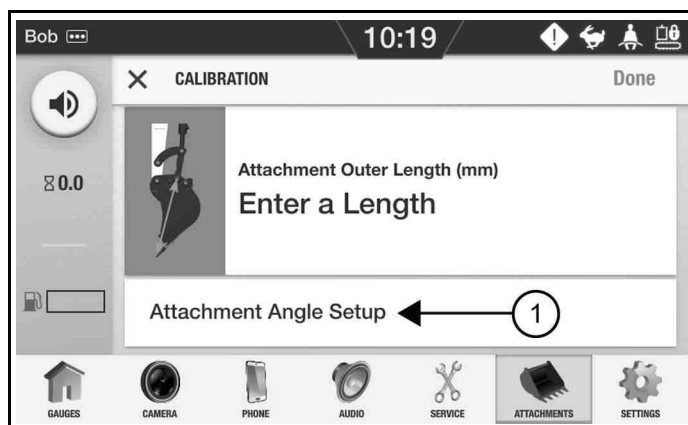 Bob
10:19
CALIBRATION
Done
0.0
Attachment Outer Length (mm)
Enter a Length
Attachment Angle Setup
1
GAUGES CAMERA PHONE AUDIO SERVICE ATTACHMENTS SETTINGS